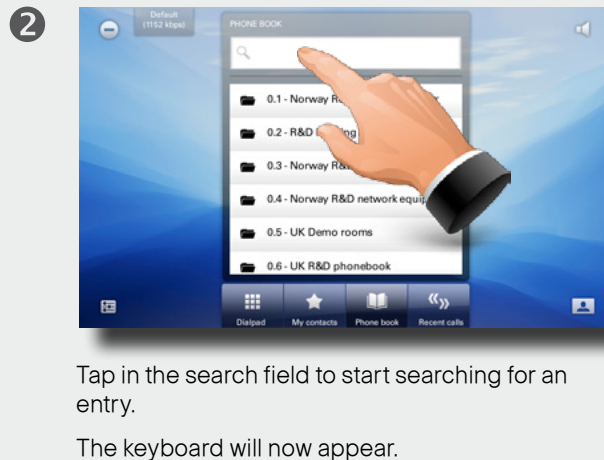 2
Default
(1152 kbps)
PHONE BOOK
0.1 - Norway
0.2 - R&D
0.3 - Norway
0.4 - Norway R&D network
0.5 - UK Demo rooms
0.6 - UK R&D phonebook
Dialpad My contacts Phone book Recent calls
Tap in the search field to start searching for an
entry.
The keyboard will now appear.